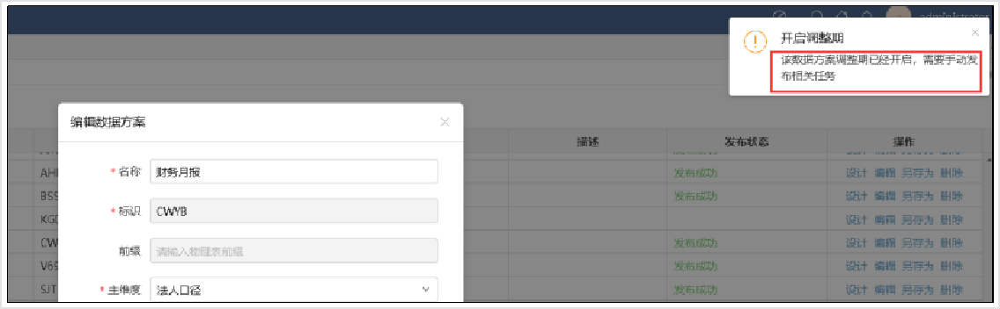 administrator
开启调整期
该数据方案调整期已经开启，需要手动发
布相关任务
编辑数据方案
描述 发布状态 操作
* 名称 财务月报
* 标识 CWYB
前缀 请输入物理表前缀
* 主维度 法人口径
AHI 发布成功 设计 编辑 另存为 删除
BSS 发布成功 设计 编辑 另存为 删除
KGD 设计 编辑 另存为 删除
CW 发布成功 设计 编辑 另存为 删除
V69 发布成功 设计 编辑 另存为 删除
SJT 发布成功 设计 编辑 另存为 删除